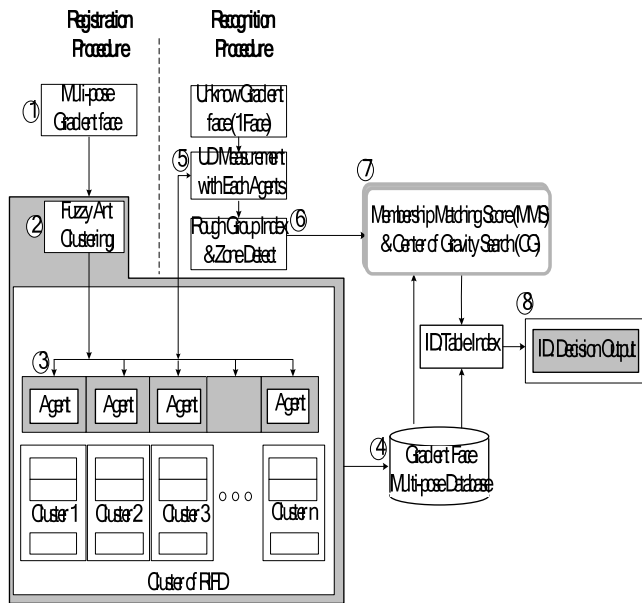 Registration
Procedure
Recognition
Procedure
1
Multi-pose
Gradient face
Unknow Gradient
face(1Face)
5
UD Measurement
with Each Agents
7
2
Fuzzy Art
Clustering
Rough Group Index
& Zone Detect
6
Membership Matching Score(MMS)
& Center of Gravity Search(CG)
8
ID.Table Index
ID. Decision Output
3
Agent
Agent
Agent
Agent
4
Gradient Face
Multi-pose Database
Cluster 1
Cluster 2
Cluster 3
Cluster n
Cluster of RIFD